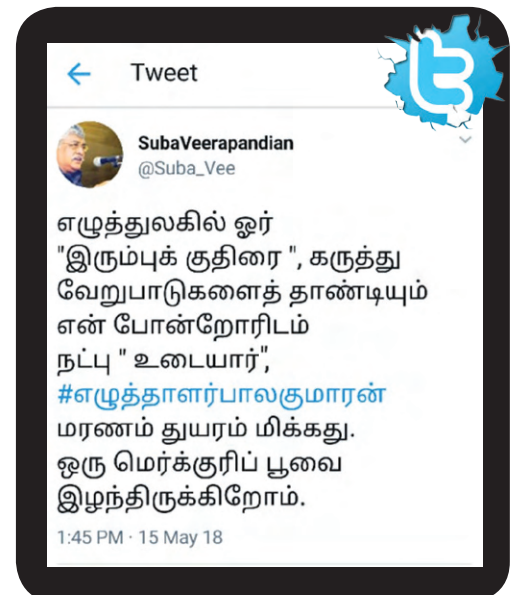 Tweet
SubaVeerapandian
@Suba_Vee
எழுத்துலகில் ஓர்
"இரும்புக் குதிரை ", கருத்து
வேறுபாடுகளைத் தாண்டியும்
என் போன்றோரிடம்
நட்பு " உடையார்",
#எழுத்தாளர்பாலகுமாரன்
மரணம் துயரம் மிக்கது.
ஒரு மெர்க்குரிப் பூவை
இழந்திருக்கிறோம்.
1:45 PM · 15 May 18